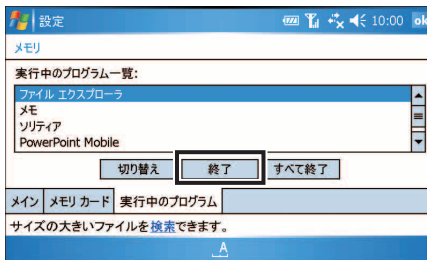 設定 10:00 ok
メモリ
実行中のプログラム一覧:
ファイル エクスプローラ
メモ
ソリティア
PowerPoint Mobile
切り替え 終了 すべて終了
メイン メモリ カード 実行中のプログラム
サイズの大きいファイルを検索できます。
A